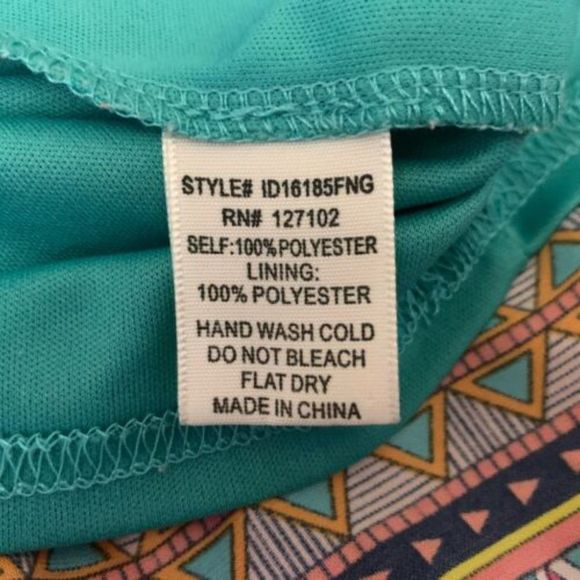 STYLE# ID16185FNG
RN# 127102
SELF:100%POLYESTER
LINING:
100% POLYESTER
HAND WASH COLD
DO NOT BLEACH
FLAT DRY
MADE IN CHINA